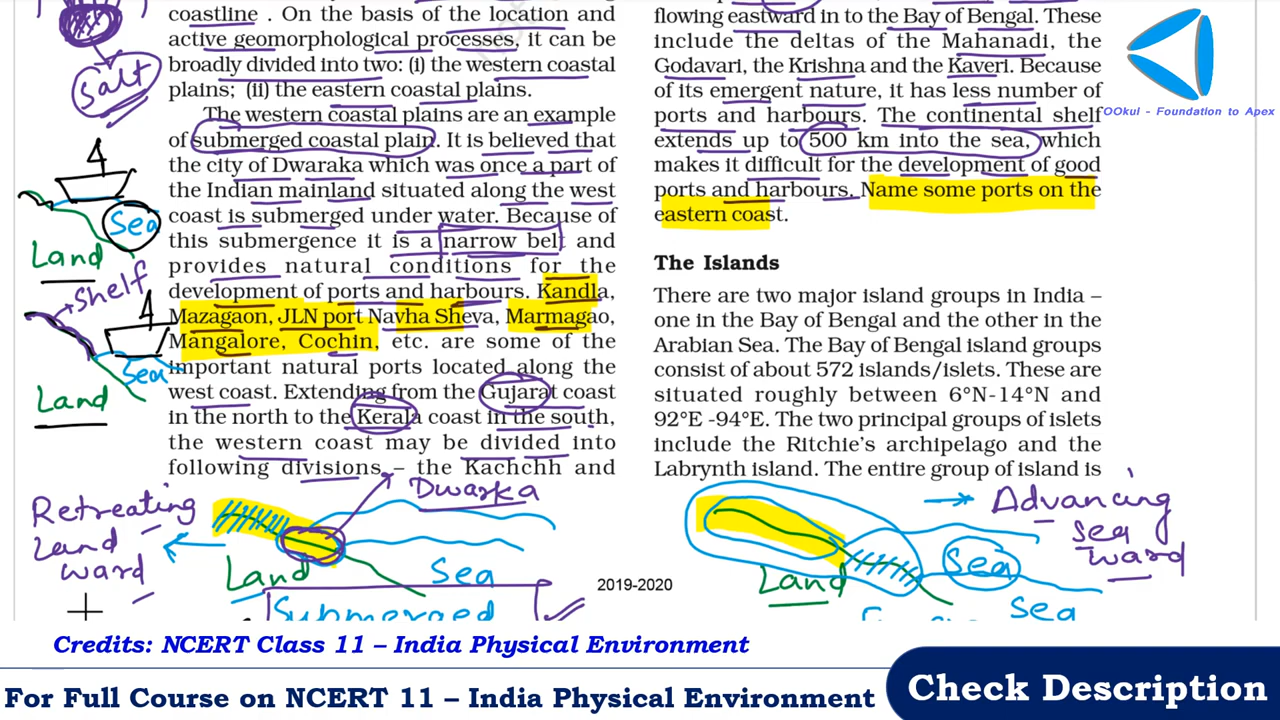 coastline . On the basis of the location and
active geomorphological processes, it can be
broadly divided into two: (i) the western coastal
plains; (ii) the eastern coastal plains.
The western coastal plains are an example
of submerged coastal plain. It is believed that
the city of Dwaraka which was once a part of
the Indian mainland situated along the west
coast is submerged under water. Because of
this submergence it is a narrow belt and
provides natural conditions for the
development of ports and harbours. Kandla,
Mazagaon, JLN port Navha Sheva, Marmagao,
Mangalore, Cochin, etc. are some of the
important natural ports located along the
west coast. Extending from the Gujarat coast
in the north to the Kerala coast in the south,
the western coast may be divided into
following divisions – the Kachchh and
Salt
4
Sea
Land
Shelf
4
Sea
Land
Retreating
Land
ward
Dwarka
Land
Sea
Submerged
flowing eastward in to the Bay of Bengal. These
include the deltas of the Mahanadi, the
Godavari, the Krishna and the Kaveri. Because
of its emergent nature, it has less number of
ports and harbours. The continental shelf
extends up to 500 km into the sea, which
makes it difficult for the development of good
ports and harbours. Name some ports on the
eastern coast.
The Islands
There are two major island groups in India –
one in the Bay of Bengal and the other in the
Arabian Sea. The Bay of Bengal island groups
consist of about 572 islands/islets. These are
situated roughly between 6°N-14°N and
92°E -94°E. The two principal groups of islets
include the Ritchie's archipelago and the
Labrynth island. The entire group of island is
Advancing
Sea
ward
Sea
Land
Sea
2019-2020
OOkul - Foundation to Apex
Credits: NCERT Class 11 – India Physical Environment
For Full Course on NCERT 11 – India Physical Environment
Check Description